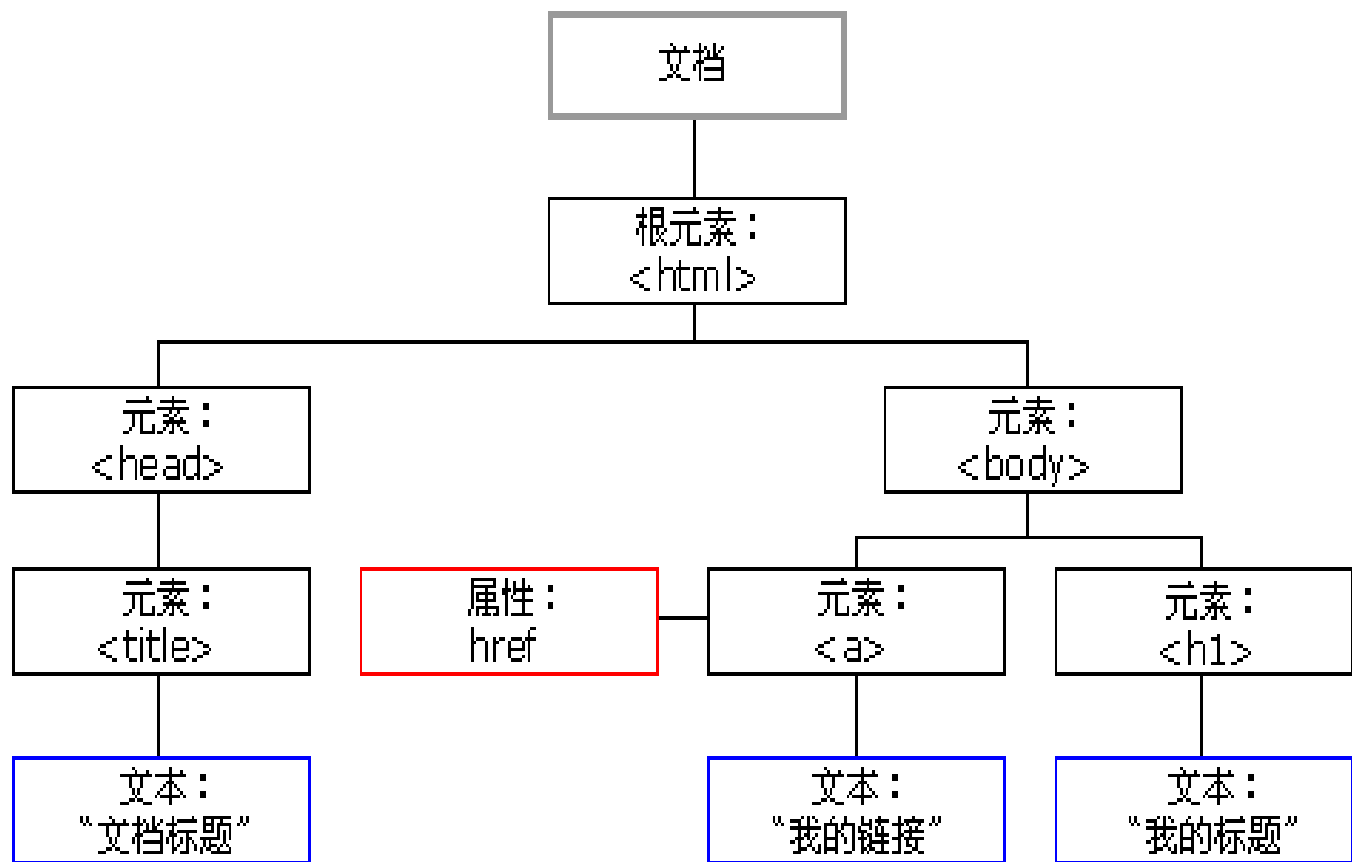 文档
根元素：
<html>
元素：
<head>
元素：
<body>
元素：
<title>
属性：
href
元素：
<a>
元素：
<h1>
文本：
“文档标题”
文本：
“我的链接”
文本：
“我的标题”